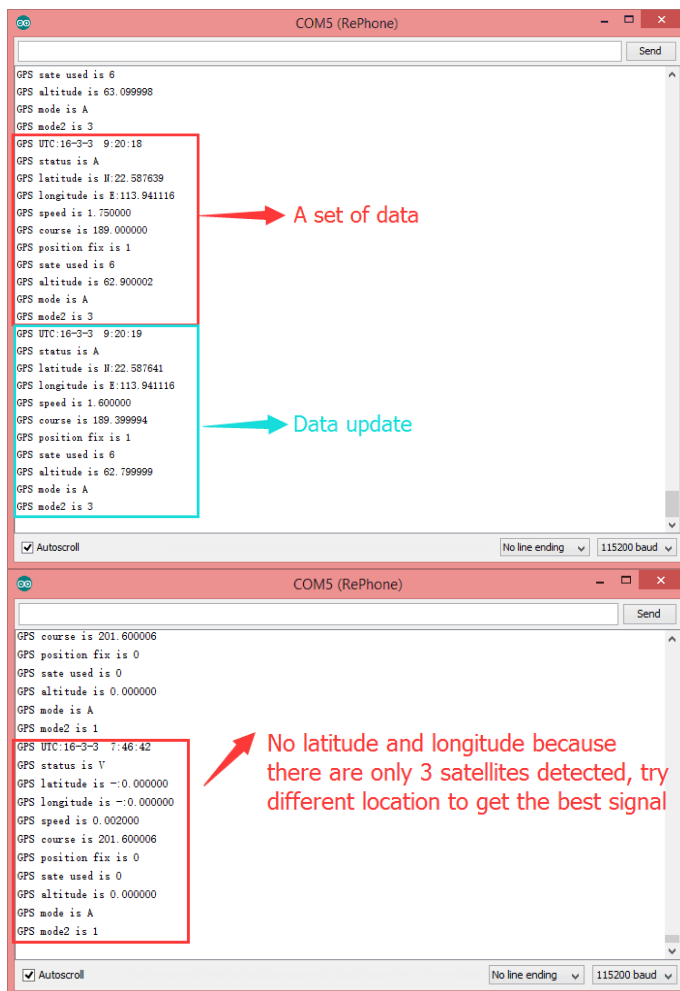 COM5 (RePhone)
Send
GPS sate used is 6
GPS altitude is 63.099998
GPS mode is A
GPS mode2 is 3
GPS UTC:16-3-3  9:20:18
GPS status is A
GPS latitude is N:22.587639
GPS longitude is E:113.941116
GPS speed is 1.750000
GPS course is 189.000000
GPS position fix is 1
GPS sate used is 6
GPS altitude is 62.900002
GPS mode is A
GPS mode2 is 3
A set of data
GPS UTC:16-3-3  9:20:19
GPS status is A
GPS latitude is N:22.587641
GPS longitude is E:113.941116
GPS speed is 1.600000
GPS course is 189.399994
GPS position fix is 1
GPS sate used is 6
GPS altitude is 62.799999
GPS mode is A
GPS mode2 is 3
Data update
Autoscroll
No line ending
115200 baud
COM5 (RePhone)
Send
GPS course is 201.600006
GPS position fix is 0
GPS sate used is 0
GPS altitude is 0.000000
GPS mode is A
GPS mode2 is 1
GPS UTC:16-3-3  7:46:42
GPS status is V
GPS latitude is -:0.000000
GPS longitude is -:0.000000
GPS speed is 0.002000
GPS course is 201.600006
GPS position fix is 0
GPS sate used is 0
GPS altitude is 0.000000
GPS mode is A
GPS mode2 is 1
No latitude and longitude because
there are only 3 satellites detected, try
different location to get the best signal
Autoscroll
No line ending
115200 baud